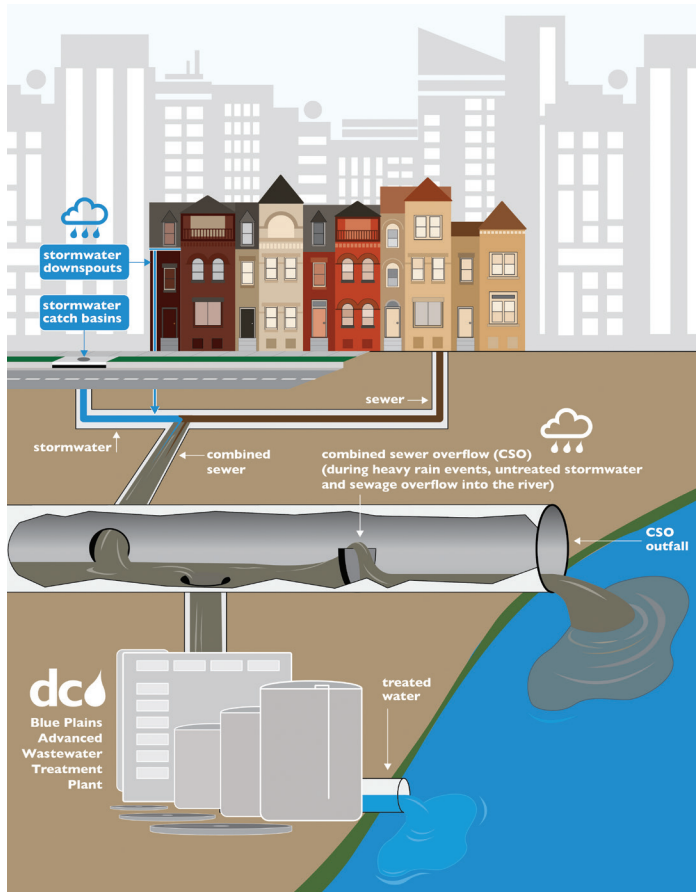 stormwater
downspouts
stormwater
catch basins
sewer
stormwater
combined
sewer
combined sewer overflow (CSO)
(during heavy rain events, untreated stormwater
and sewage overflow into the river)
CSO
outfall
treated
water
dc
Blue Plains
Advanced
Wastewater
Treatment
Plant